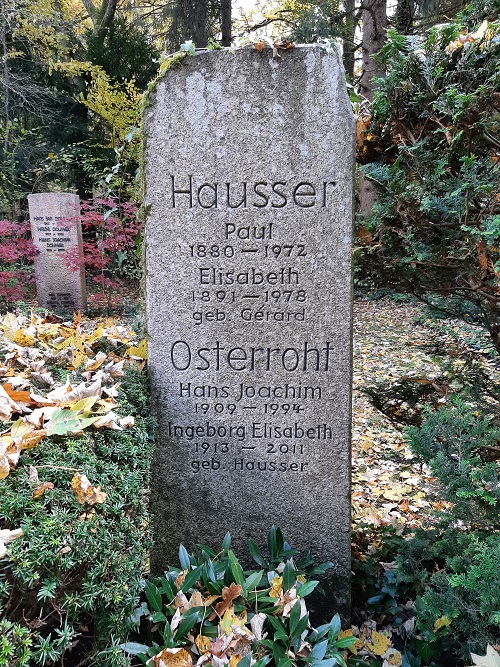 Hausser
Paul
1880 – 1972
Elisabeth
1891 – 1978
geb. Gérard
Osterroht
Hans Joachim
1909 – 1994
Ingeborg Elisabeth
1913 – 2011
geb. Hausser